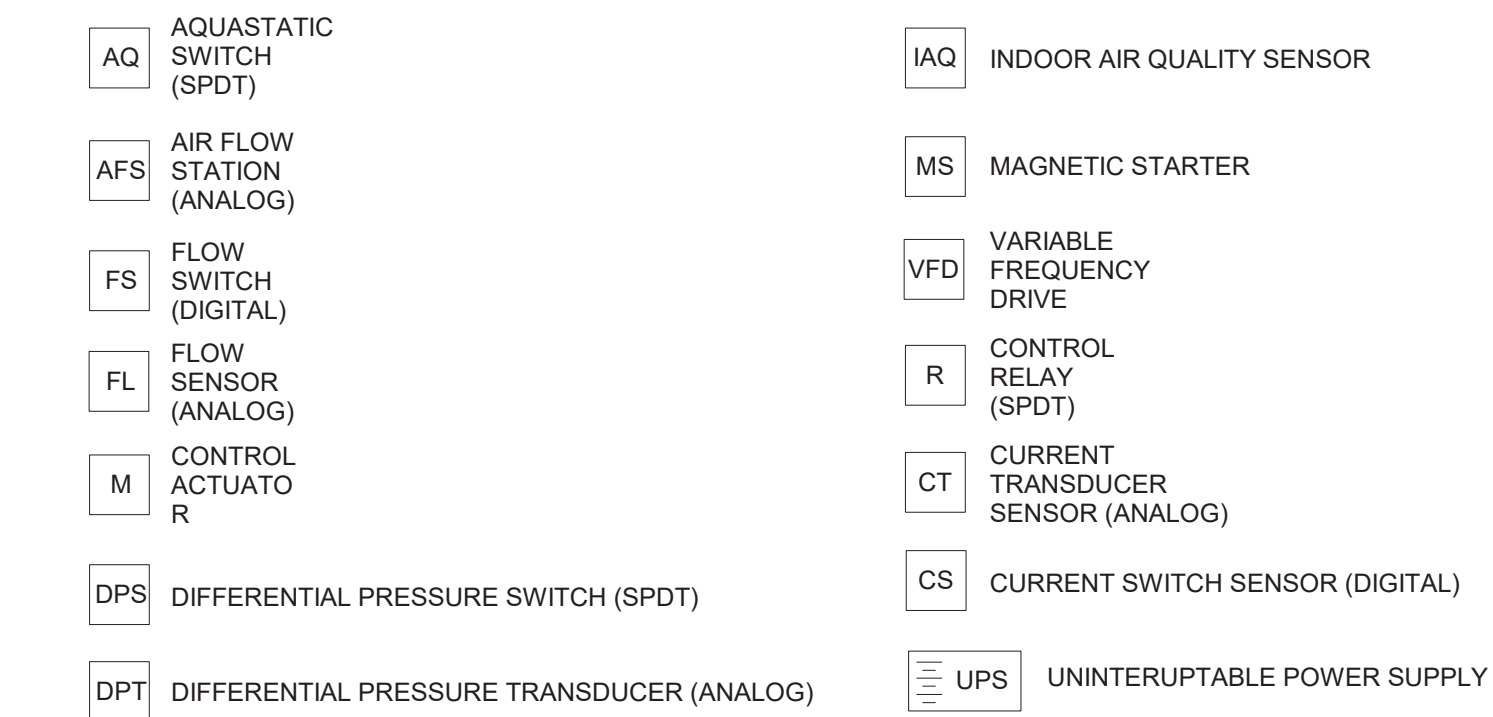 AQ
AQUASTATIC
SWITCH
(SPDT)
AFS
AIR FLOW
STATION
(ANALOG)
FS
FLOW
SWITCH
(DIGITAL)
FL
FLOW
SENSOR
(ANALOG)
M
CONTROL
ACTUATO
R
DPS
DIFFERENTIAL PRESSURE SWITCH (SPDT)
DPT
DIFFERENTIAL PRESSURE TRANSDUCER (ANALOG)
IAQ
INDOOR AIR QUALITY SENSOR
MS
MAGNETIC STARTER
VFD
VARIABLE
FREQUENCY
DRIVE
R
CONTROL
RELAY
(SPDT)
CT
CURRENT
TRANSDUCER
SENSOR (ANALOG)
CS
CURRENT SWITCH SENSOR (DIGITAL)
UPS
UNINTERUPTABLE POWER SUPPLY